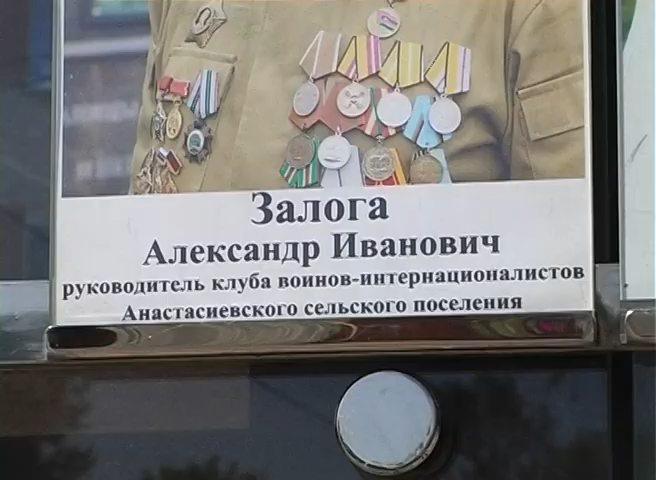 Залога
Александр Иванович
руководитель клуба воинов-интернационалистов
Анастасиевского сельского поселения